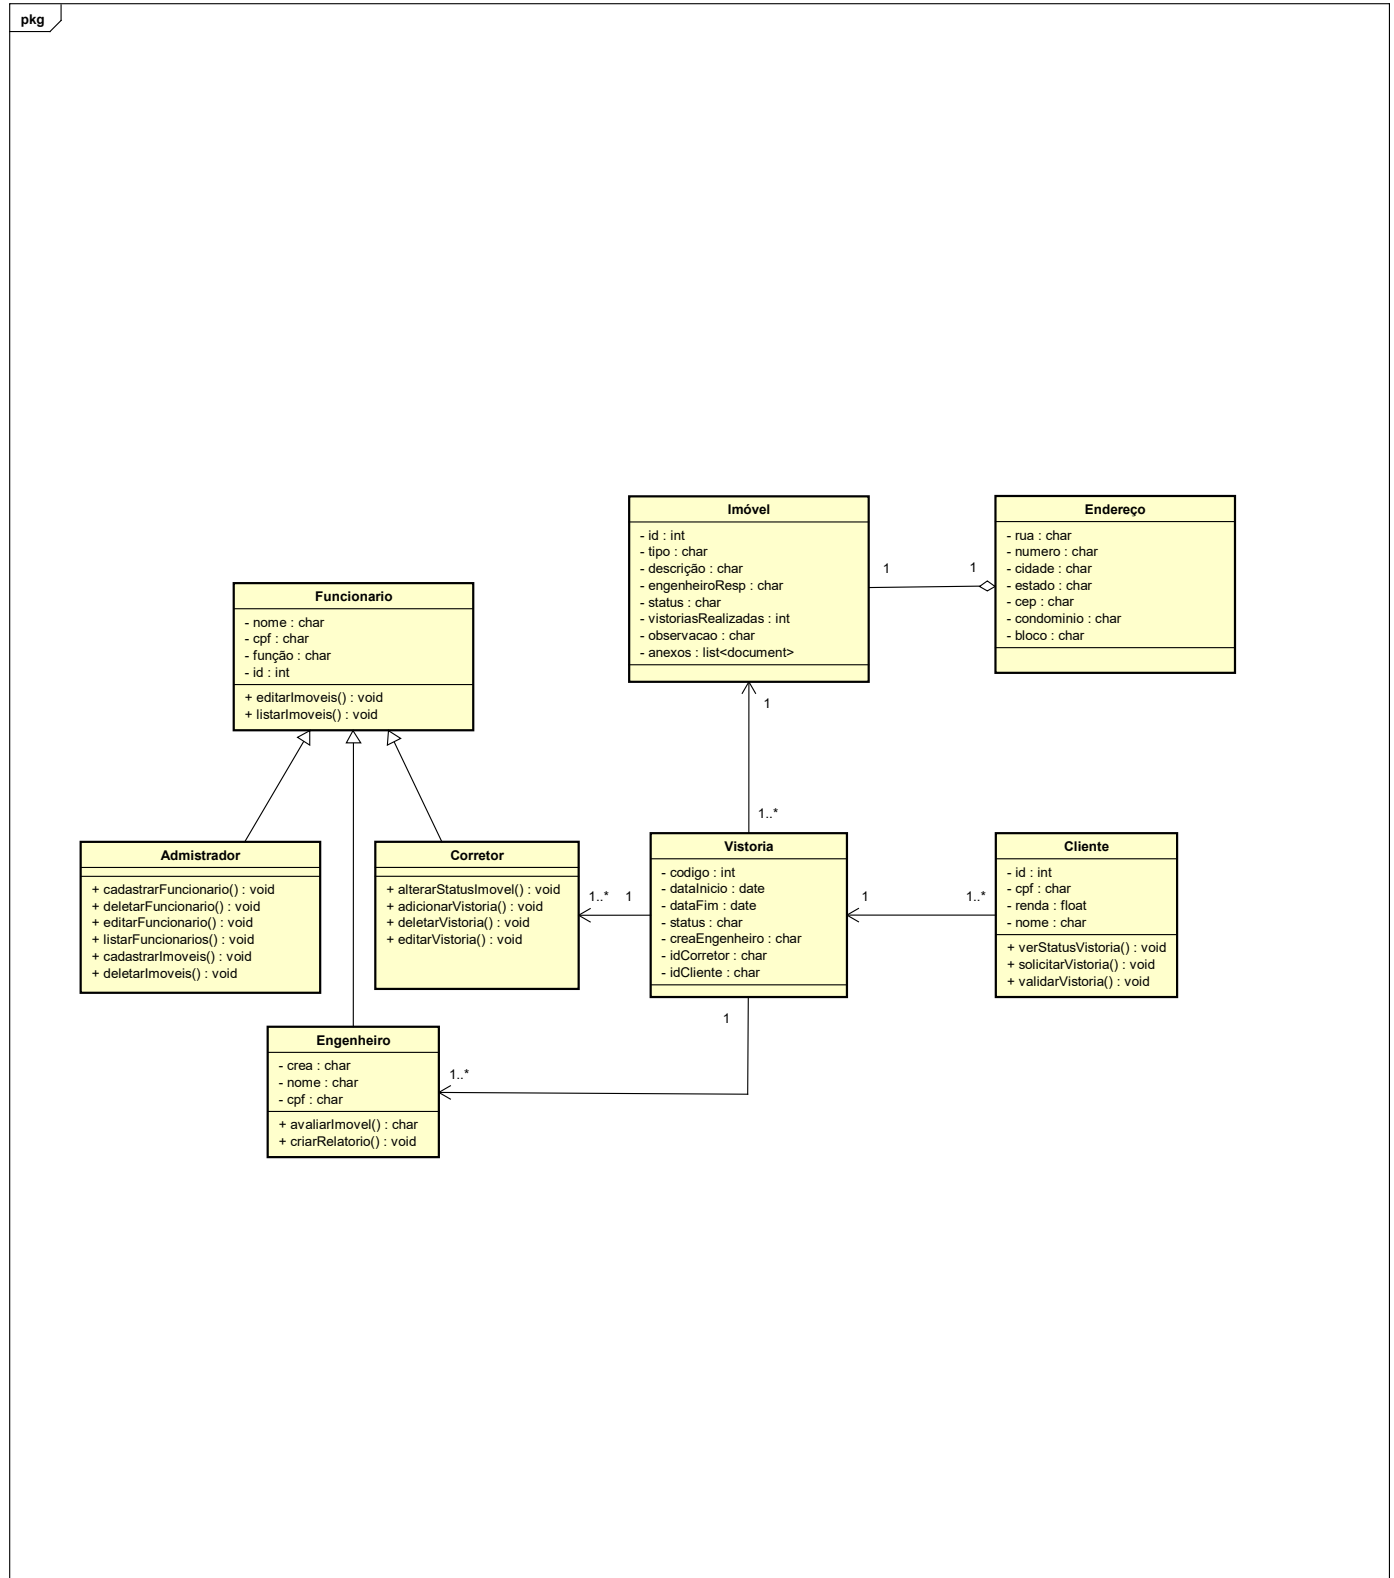 pkg
Imóvel
- id : int
- tipo : char
- descrição : char
- engenheiroResp : char
- status : char
- vistoriasRealizadas : int
- observacao : char
- anexos : list<document>
1
1
Endereço
- rua : char
- numero : char
- cidade : char
- estado : char
- cep : char
- condominio : char
- bloco : char
Funcionario
- nome : char
- cpf : char
- função : char
- id : int
+ editarImoveis() : void
+ listarImoveis() : void
1
1..*
Admistrador
+ cadastrarFuncionario() : void
+ deletarFuncionario() : void
+ editarFuncionario() : void
+ listarFuncionarios() : void
+ cadastrarImoveis() : void
+ deletarImoveis() : void
Corretor
+ alterarStatusImovel() : void
+ adicionarVistoria() : void
+ deletarVistoria() : void
+ editarVistoria() : void
1..*
1
Vistoria
- codigo : int
- dataInicio : date
- dataFim : date
- status : char
- creaEngenheiro : char
- idCorretor : char
- idCliente : char
1
1..*
Cliente
- id : int
- cpf : char
- renda : float
- nome : char
+ verStatusVistoria() : void
+ solicitarVistoria() : void
+ validarVistoria() : void
1
1..*
Engenheiro
- crea : char
- nome : char
- cpf : char
+ avaliarImovel() : char
+ criarRelatorio() : void